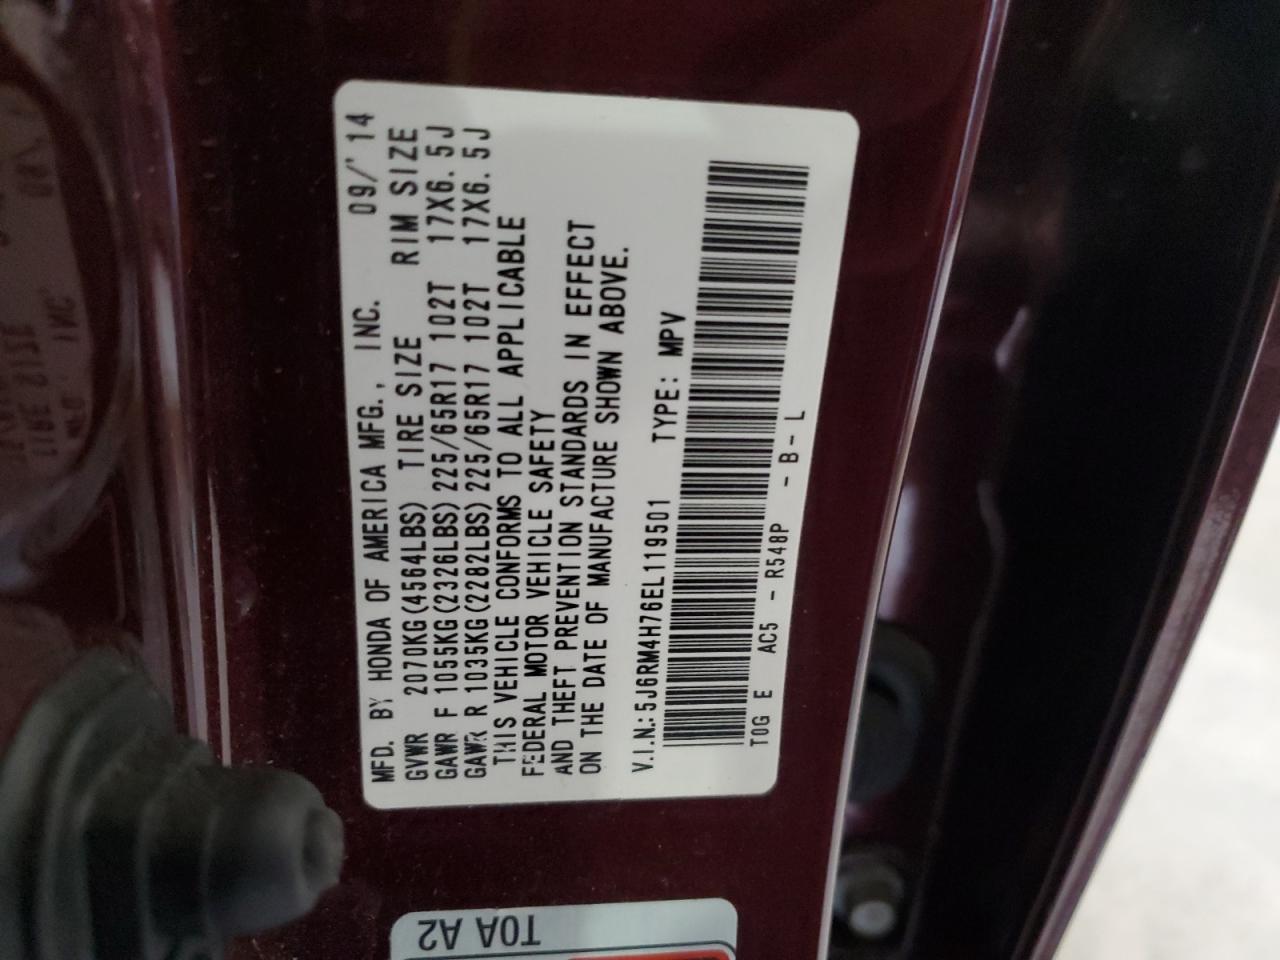 MFD. BY HONDA OF AMERICA MFG., INC. 09/'14
GVWR 2070KG(4564LBS) TIRE SIZE RIM SIZE
GAWR F 1055KG(2326LBS) 225/65R17 102T 17X6.5J
GAWR R 1035KG(2282LBS) 225/65R17 102T 17X6.5J
THIS VEHICLE CONFORMS TO ALL APPLICABLE
FEDERAL MOTOR VEHICLE SAFETY
AND THEFT PREVENTION STANDARDS IN EFFECT
ON THE DATE OF MANUFACTURE SHOWN ABOVE.
V.I.N.:5J6RM4H76EL119501 TYPE: MPV
T0G E AC5 - R548P - B - L
T0A A2